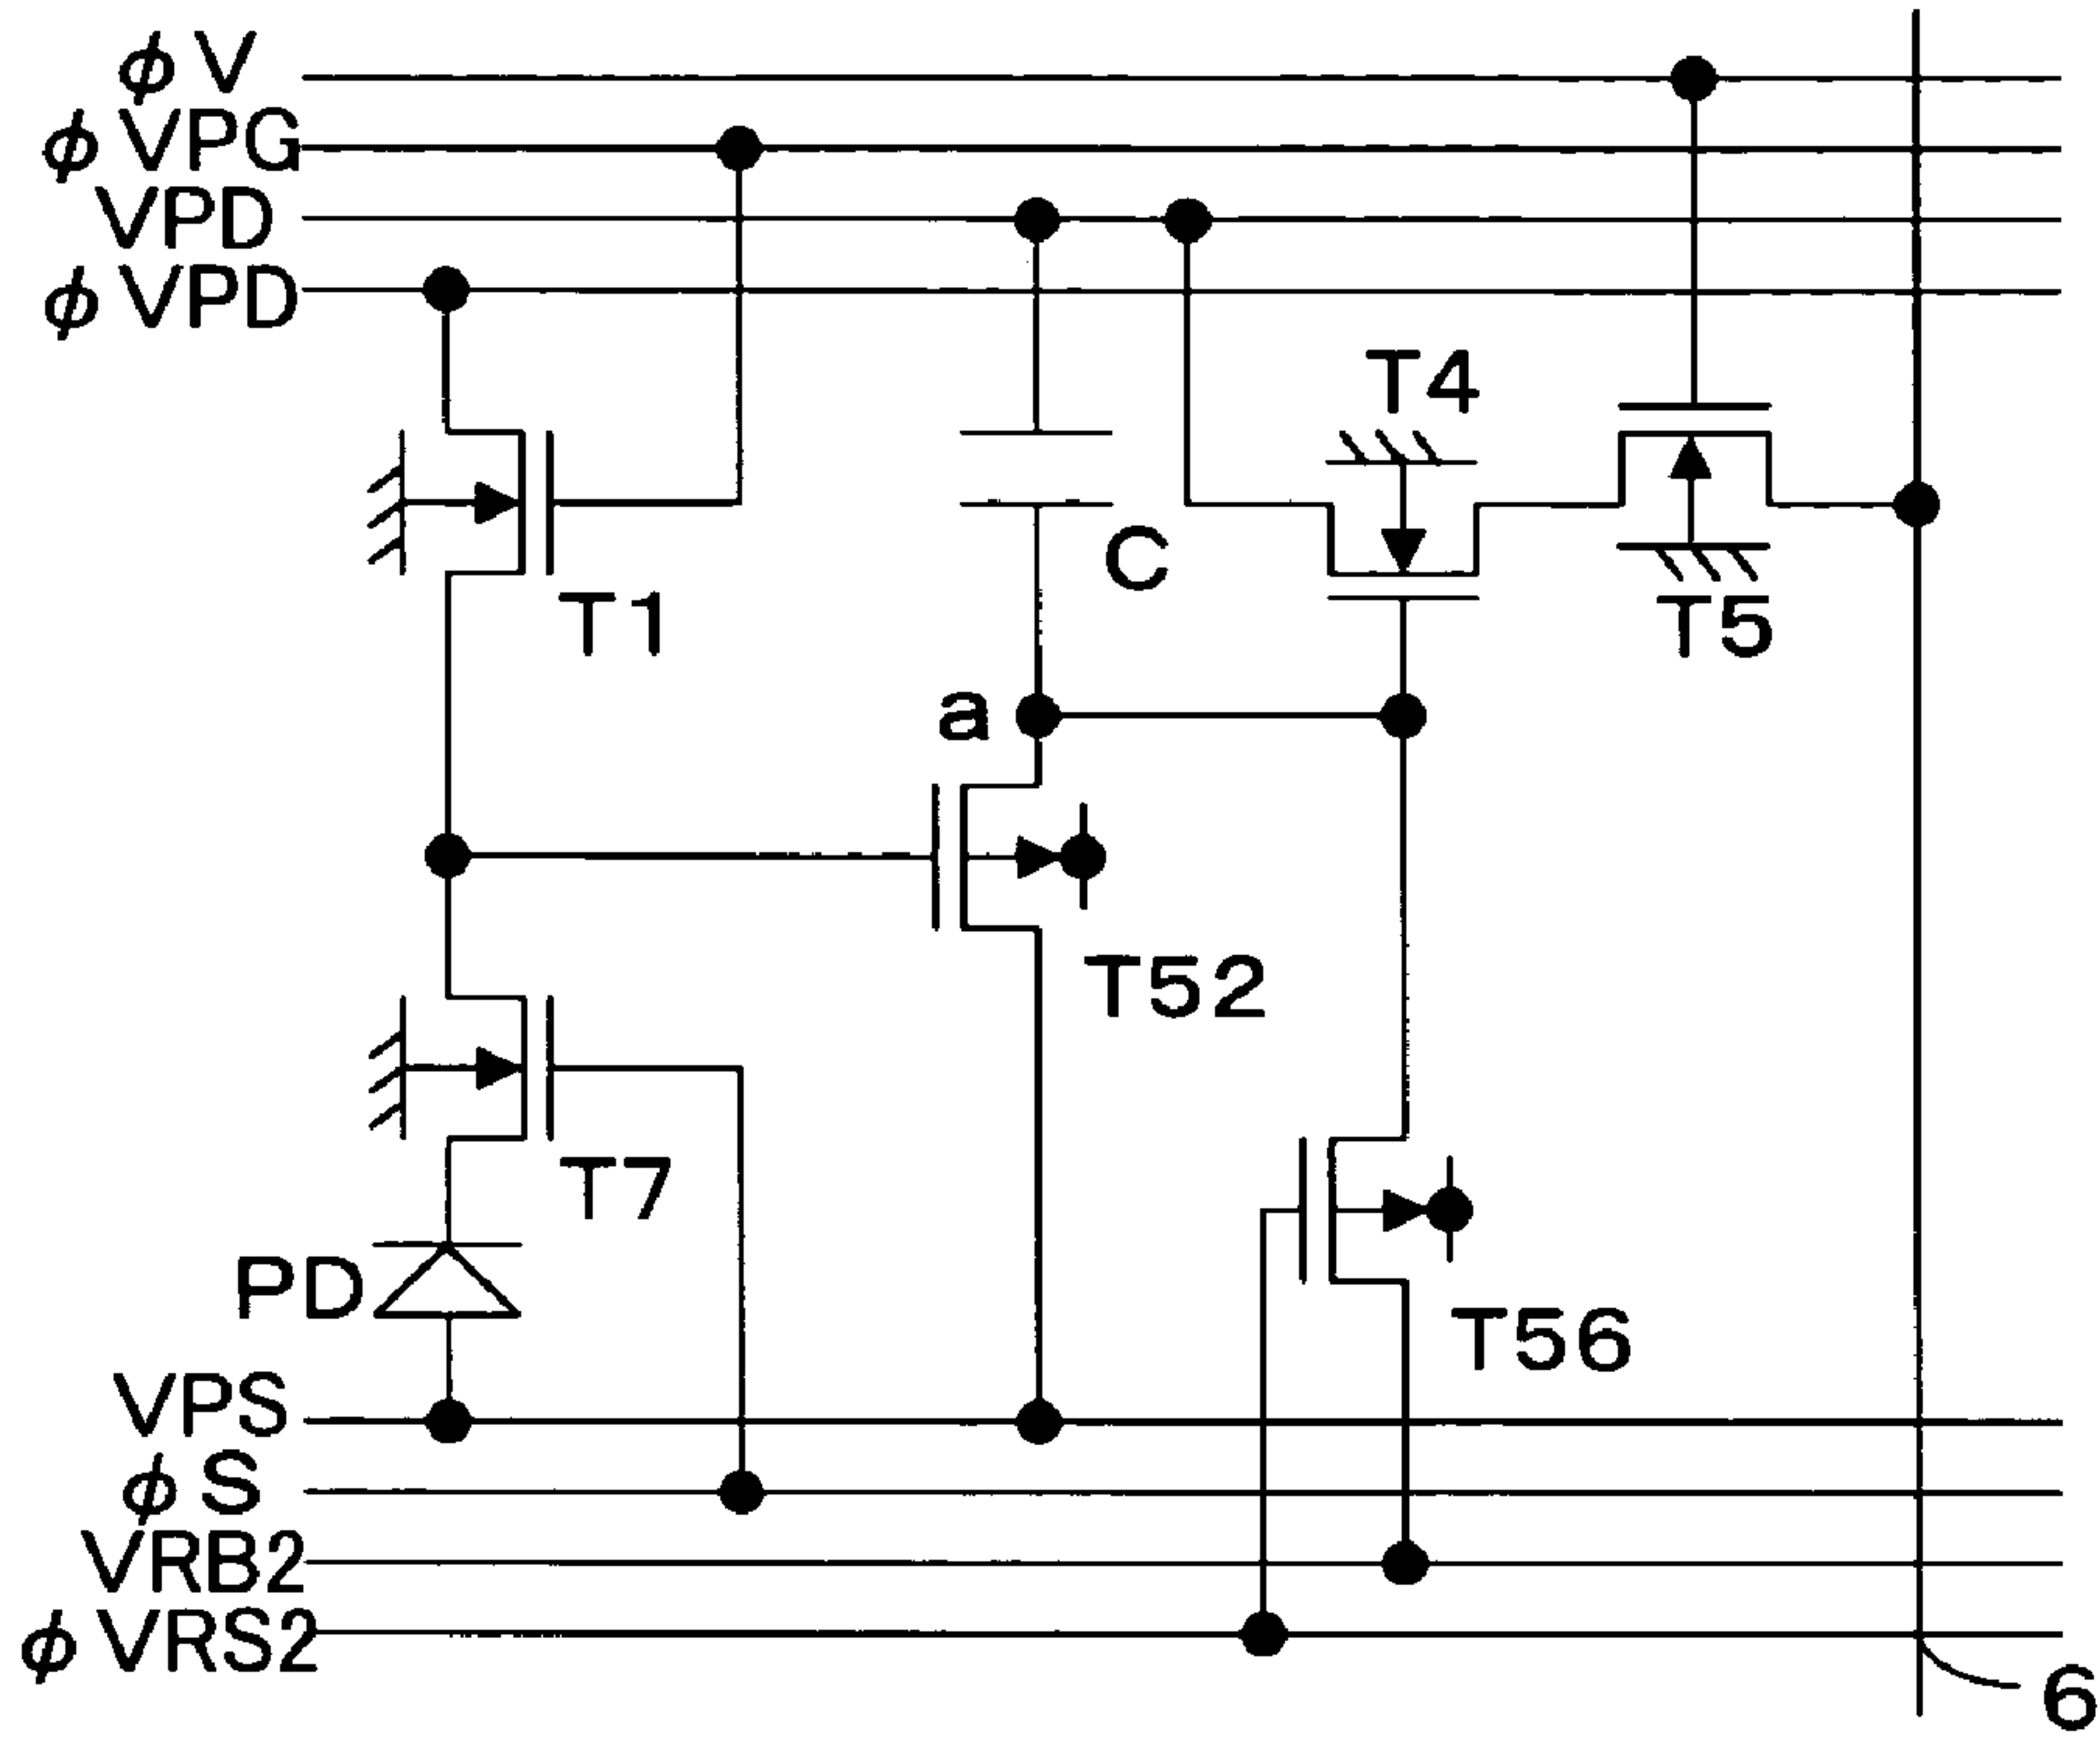 ϕV
ϕVPG
VPD
ϕVPD
T4
C
T1
T5
a
T52
T7
PD
T56
VPS
ϕS
VRB2
ϕVRS2
6